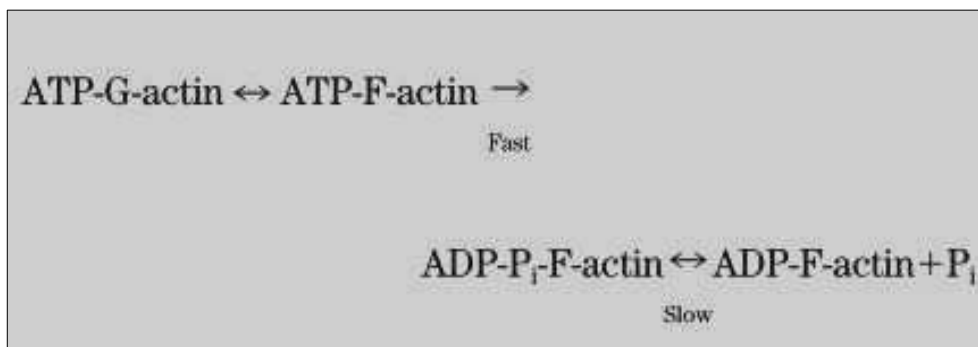 ATP-G-actin ↔ ATP-F-actin →
Fast
ADP-Pi-F-actin ↔ ADP-F-actin+Pi
Slow